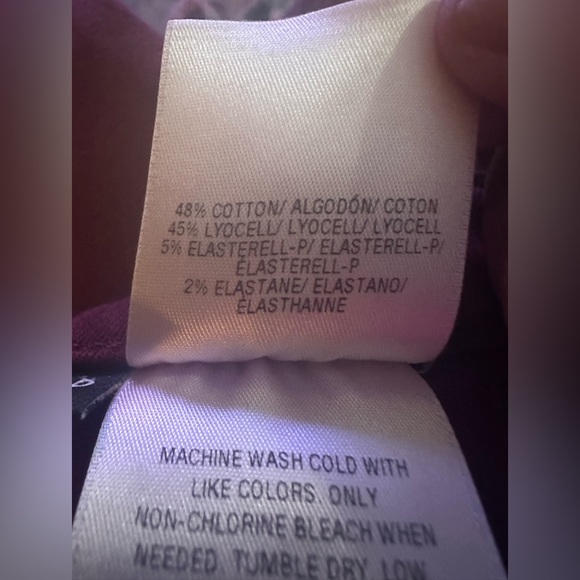 48% COTTON/ ALGODÓN/ COTON
45% LYOCELL/ LYOCELL/ LYOCELL
5% ELASTERELL-P/ ELASTERELL-P/
ÉLASTERELL-P
2% ELASTANE/ ELASTANO/
ÉLASTHANNE
MACHINE WASH COLD WITH
LIKE COLORS. ONLY
NON-CHLORINE BLEACH WHEN
NEEDED. TUMBLE DRY, LOW